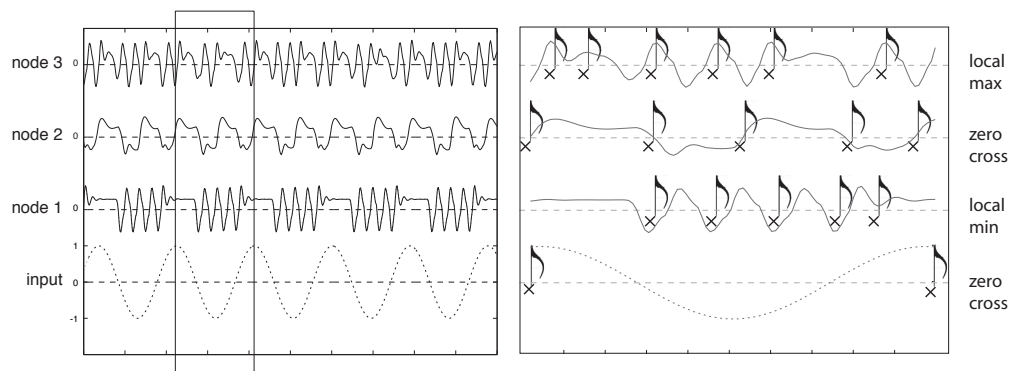 node 3
0
node 2
0
node 1
0
input
1
0
-1
local
max
zero
cross
local
min
zero
cross